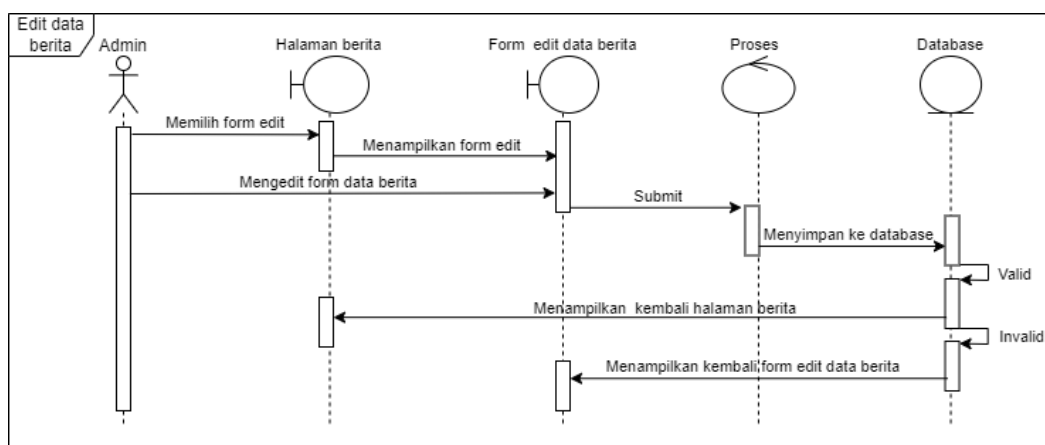 Edit data
berita
Admin
Halaman berita
Form edit data berita
Proses
Database
Memilih form edit
Menampilkan form edit
Mengedit form data berita
Submit
Menyimpan ke database
Valid
Menampilkan kembali halaman berita
Invalid
Menampilkan kembali form edit data berita